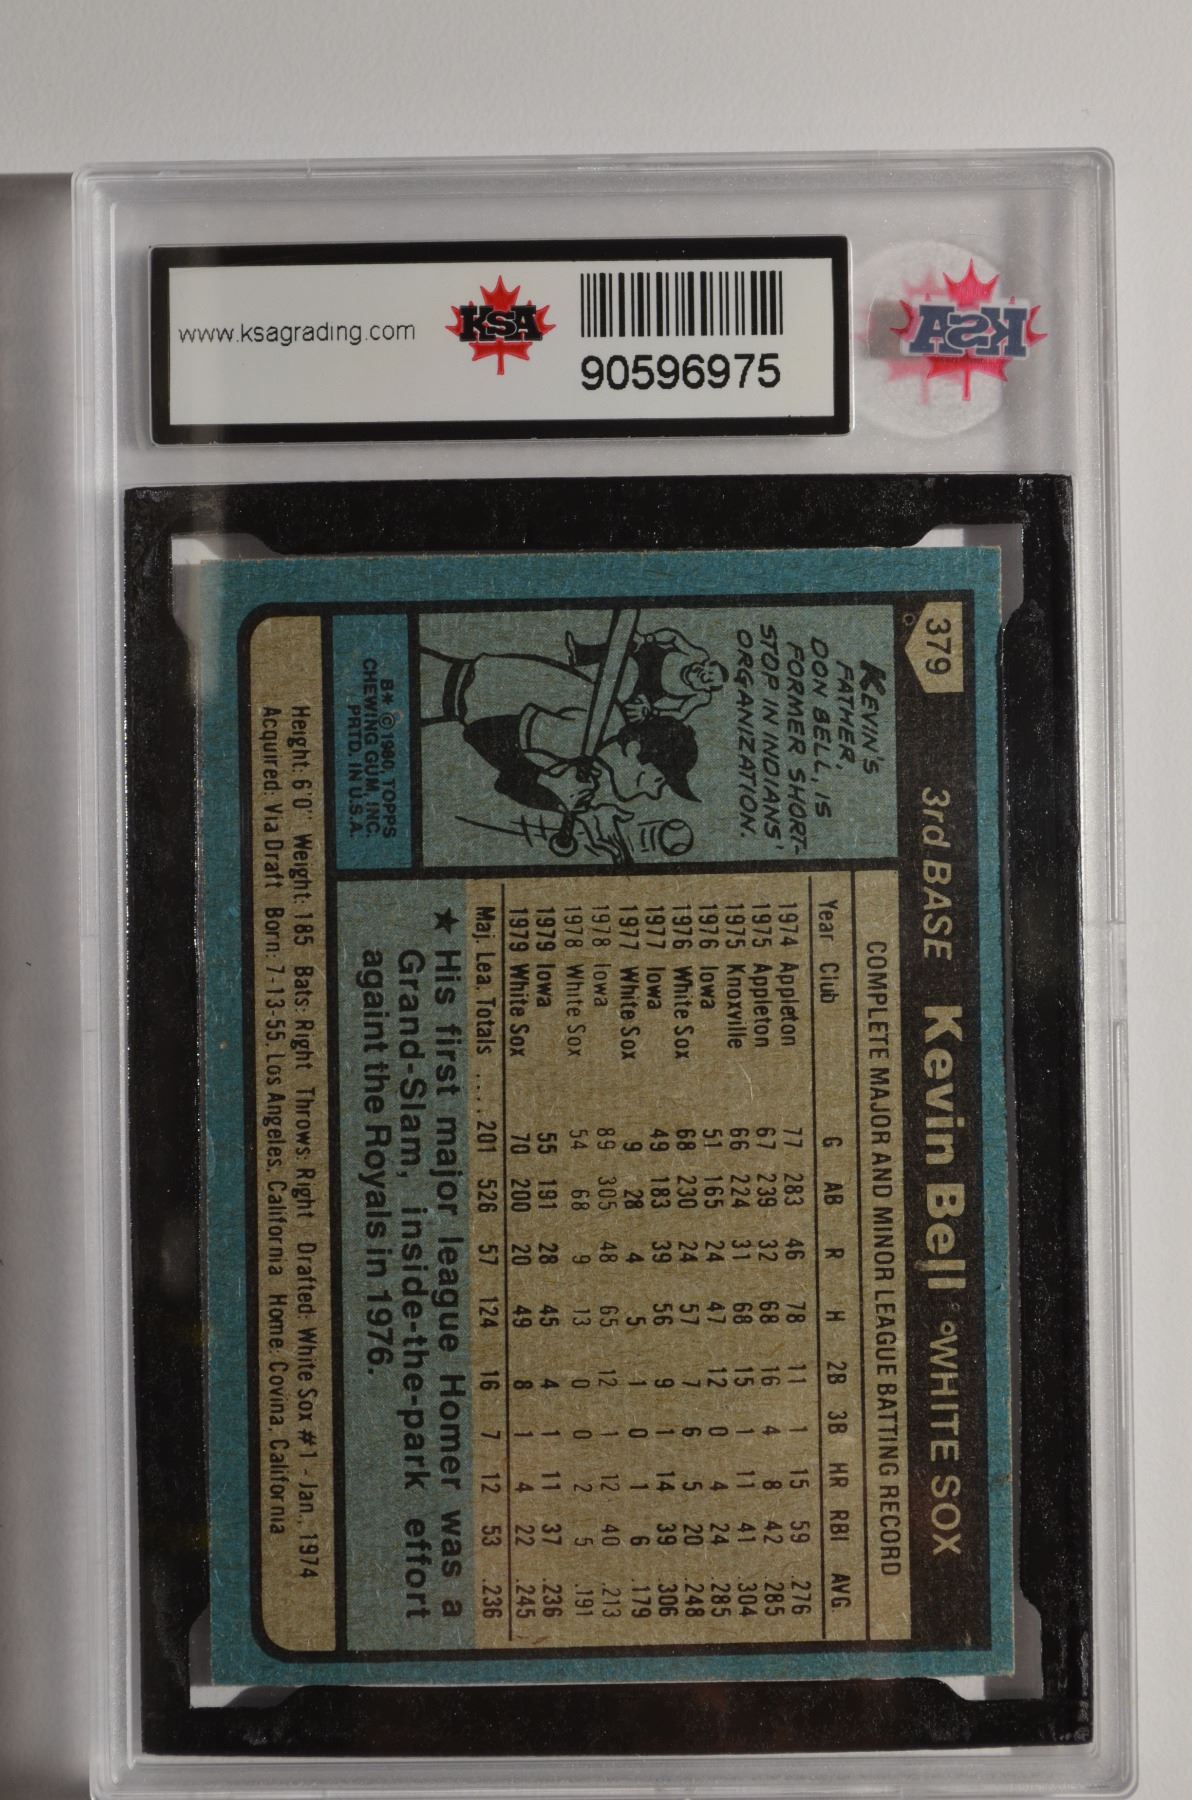 www.ksagrading.com
KSA
90596975
KSA
379
3rd BASE Kevin Bell WHITE SOX
KEVIN'S
FATHER,
DON BELL, IS
FORMER SHORT-
STOP IN INDIANS'
ORGANIZATION.
B* © 1980, TOPPS
CHEWING GUM, INC.
PRTD. IN U.S.A.
COMPLETE MAJOR AND MINOR LEAGUE BATTING RECORD
Year Club G AB R H 2B 3B HR RBI AVG.
1974 Appleton 77 283 46 78 11 1 15 59 .276
1975 Appleton 67 239 32 68 16 4 8 42 .285
1975 Knoxville 66 224 31 68 15 1 11 41 .304
1976 Iowa 51 165 24 47 12 0 4 24 .285
1976 White Sox 68 230 24 57 7 6 5 20 .248
1977 Iowa 49 183 39 56 9 1 14 39 .306
1977 White Sox 9 28 4 5 1 0 1 6 .179
1978 Iowa 89 305 48 65 12 1 12 40 .213
1978 White Sox 54 68 9 13 0 0 2 5 .191
1979 Iowa 55 191 28 45 4 1 11 37 .236
1979 White Sox 70 200 20 49 8 1 4 22 .245
Maj. Lea. Totals .... 201 526 57 124 16 7 12 53 .236
★ His first major league Homer was a
Grand-Slam, inside-the-park effort
againt the Royals in 1976.
Height: 6'0" Weight: 185 Bats: Right Throws: Right Drafted: White Sox #1 - Jan., 1974
Acquired: Via Draft Born: 7-13-55, Los Angeles, California Home: Covina, California